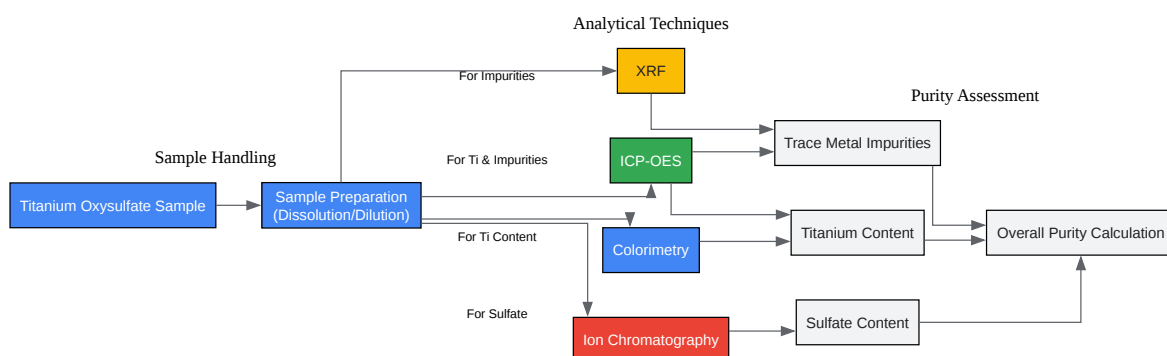 Analytical Techniques
For Impurities
XRF
Purity Assessment
Trace Metal Impurities
Sample Handling
For Ti & Impurities
ICP-OES
Titanium Oxysulfate Sample
Sample Preparation
(Dissolution/Dilution)
For Ti Content
Colorimetry
Titanium Content
Overall Purity Calculation
For Sulfate
Ion Chromatography
Sulfate Content